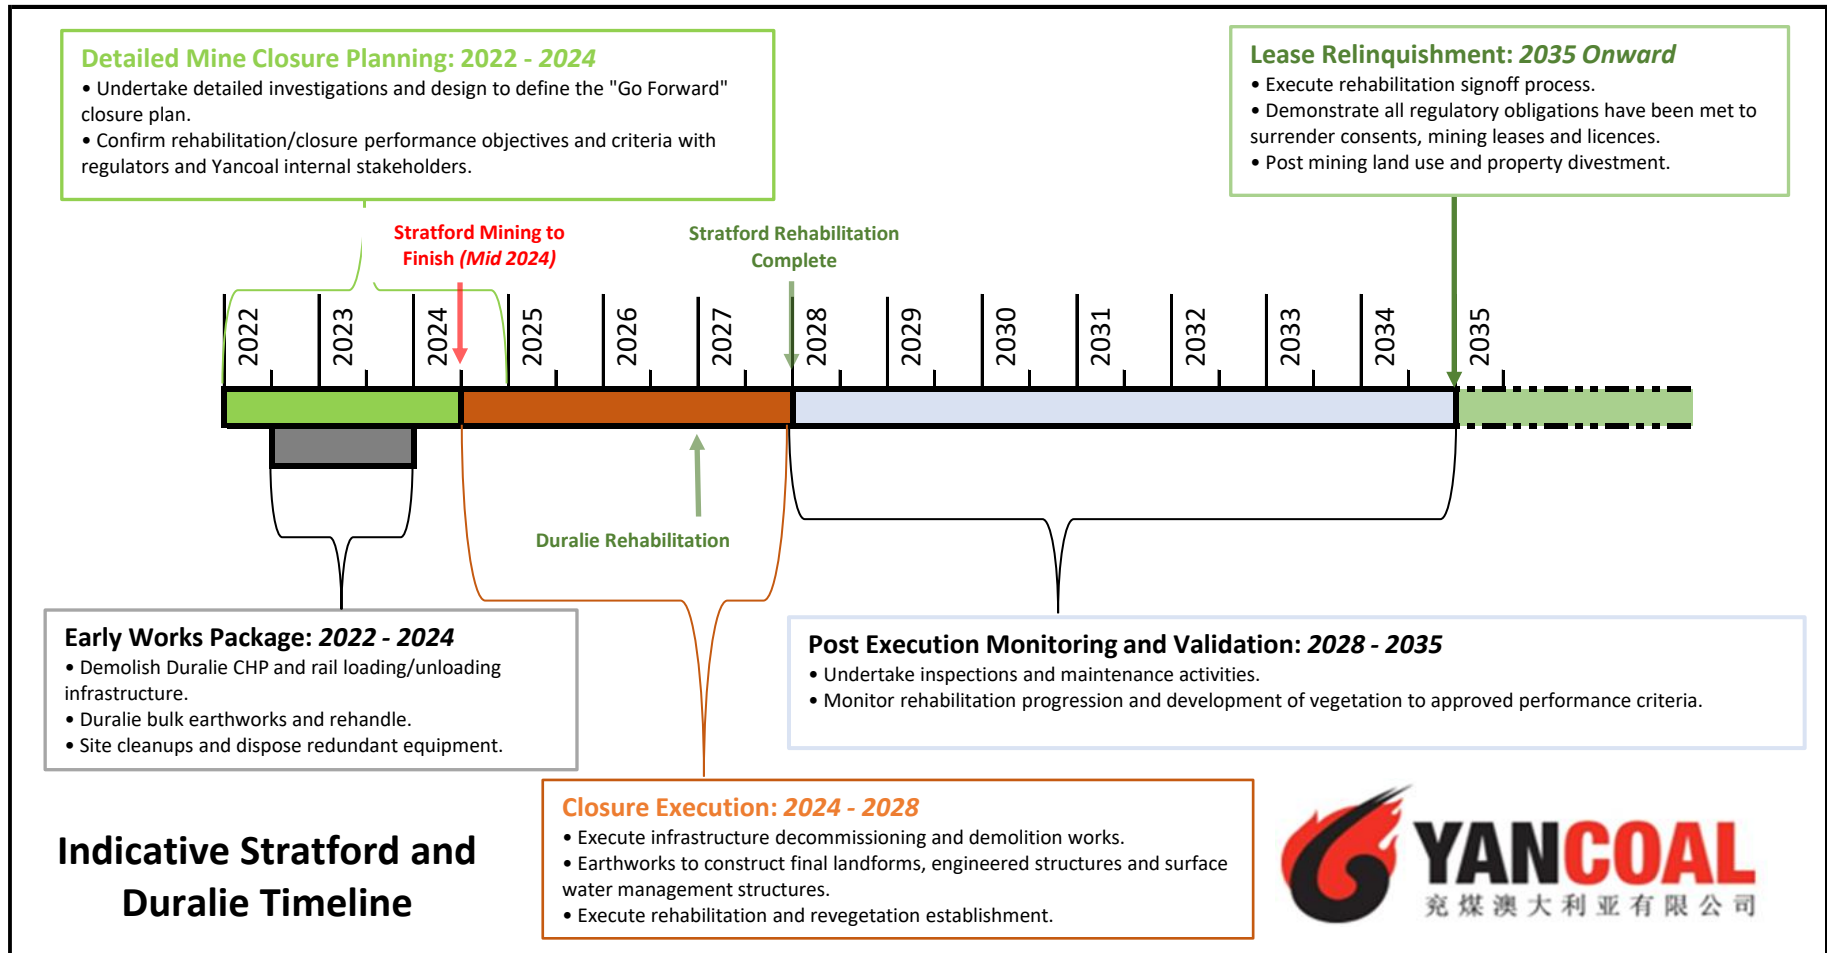 Detailed Mine Closure Planning: 2022 - 2024
• Undertake detailed investigations and design to define the "Go Forward"
closure plan.
• Confirm rehabilitation/closure performance objectives and criteria with
regulators and Yancoal internal stakeholders.
Lease Relinquishment: 2035 Onward
• Execute rehabilitation signoff process.
• Demonstrate all regulatory obligations have been met to
surrender consents, mining leases and licences.
• Post mining land use and property divestment.
Stratford Mining to
Finish (Mid 2024)
Stratford Rehabilitation
Complete
2022
2023
2024
2025
2026
2027
2028
2029
2030
2031
2032
2033
2034
2035
Duralie Rehabilitation
Early Works Package: 2022 - 2024
• Demolish Duralie CHP and rail loading/unloading
infrastructure.
• Duralie bulk earthworks and rehandle.
• Site cleanups and dispose redundant equipment.
Post Execution Monitoring and Validation: 2028 - 2035
• Undertake inspections and maintenance activities.
• Monitor rehabilitation progression and development of vegetation to approved performance criteria.
Closure Execution: 2024 - 2028
• Execute infrastructure decommissioning and demolition works.
• Earthworks to construct final landforms, engineered structures and surface
water management structures.
• Execute rehabilitation and revegetation establishment.
Indicative Stratford and
Duralie Timeline
YANCOAL
兖煤澳大利亚有限公司